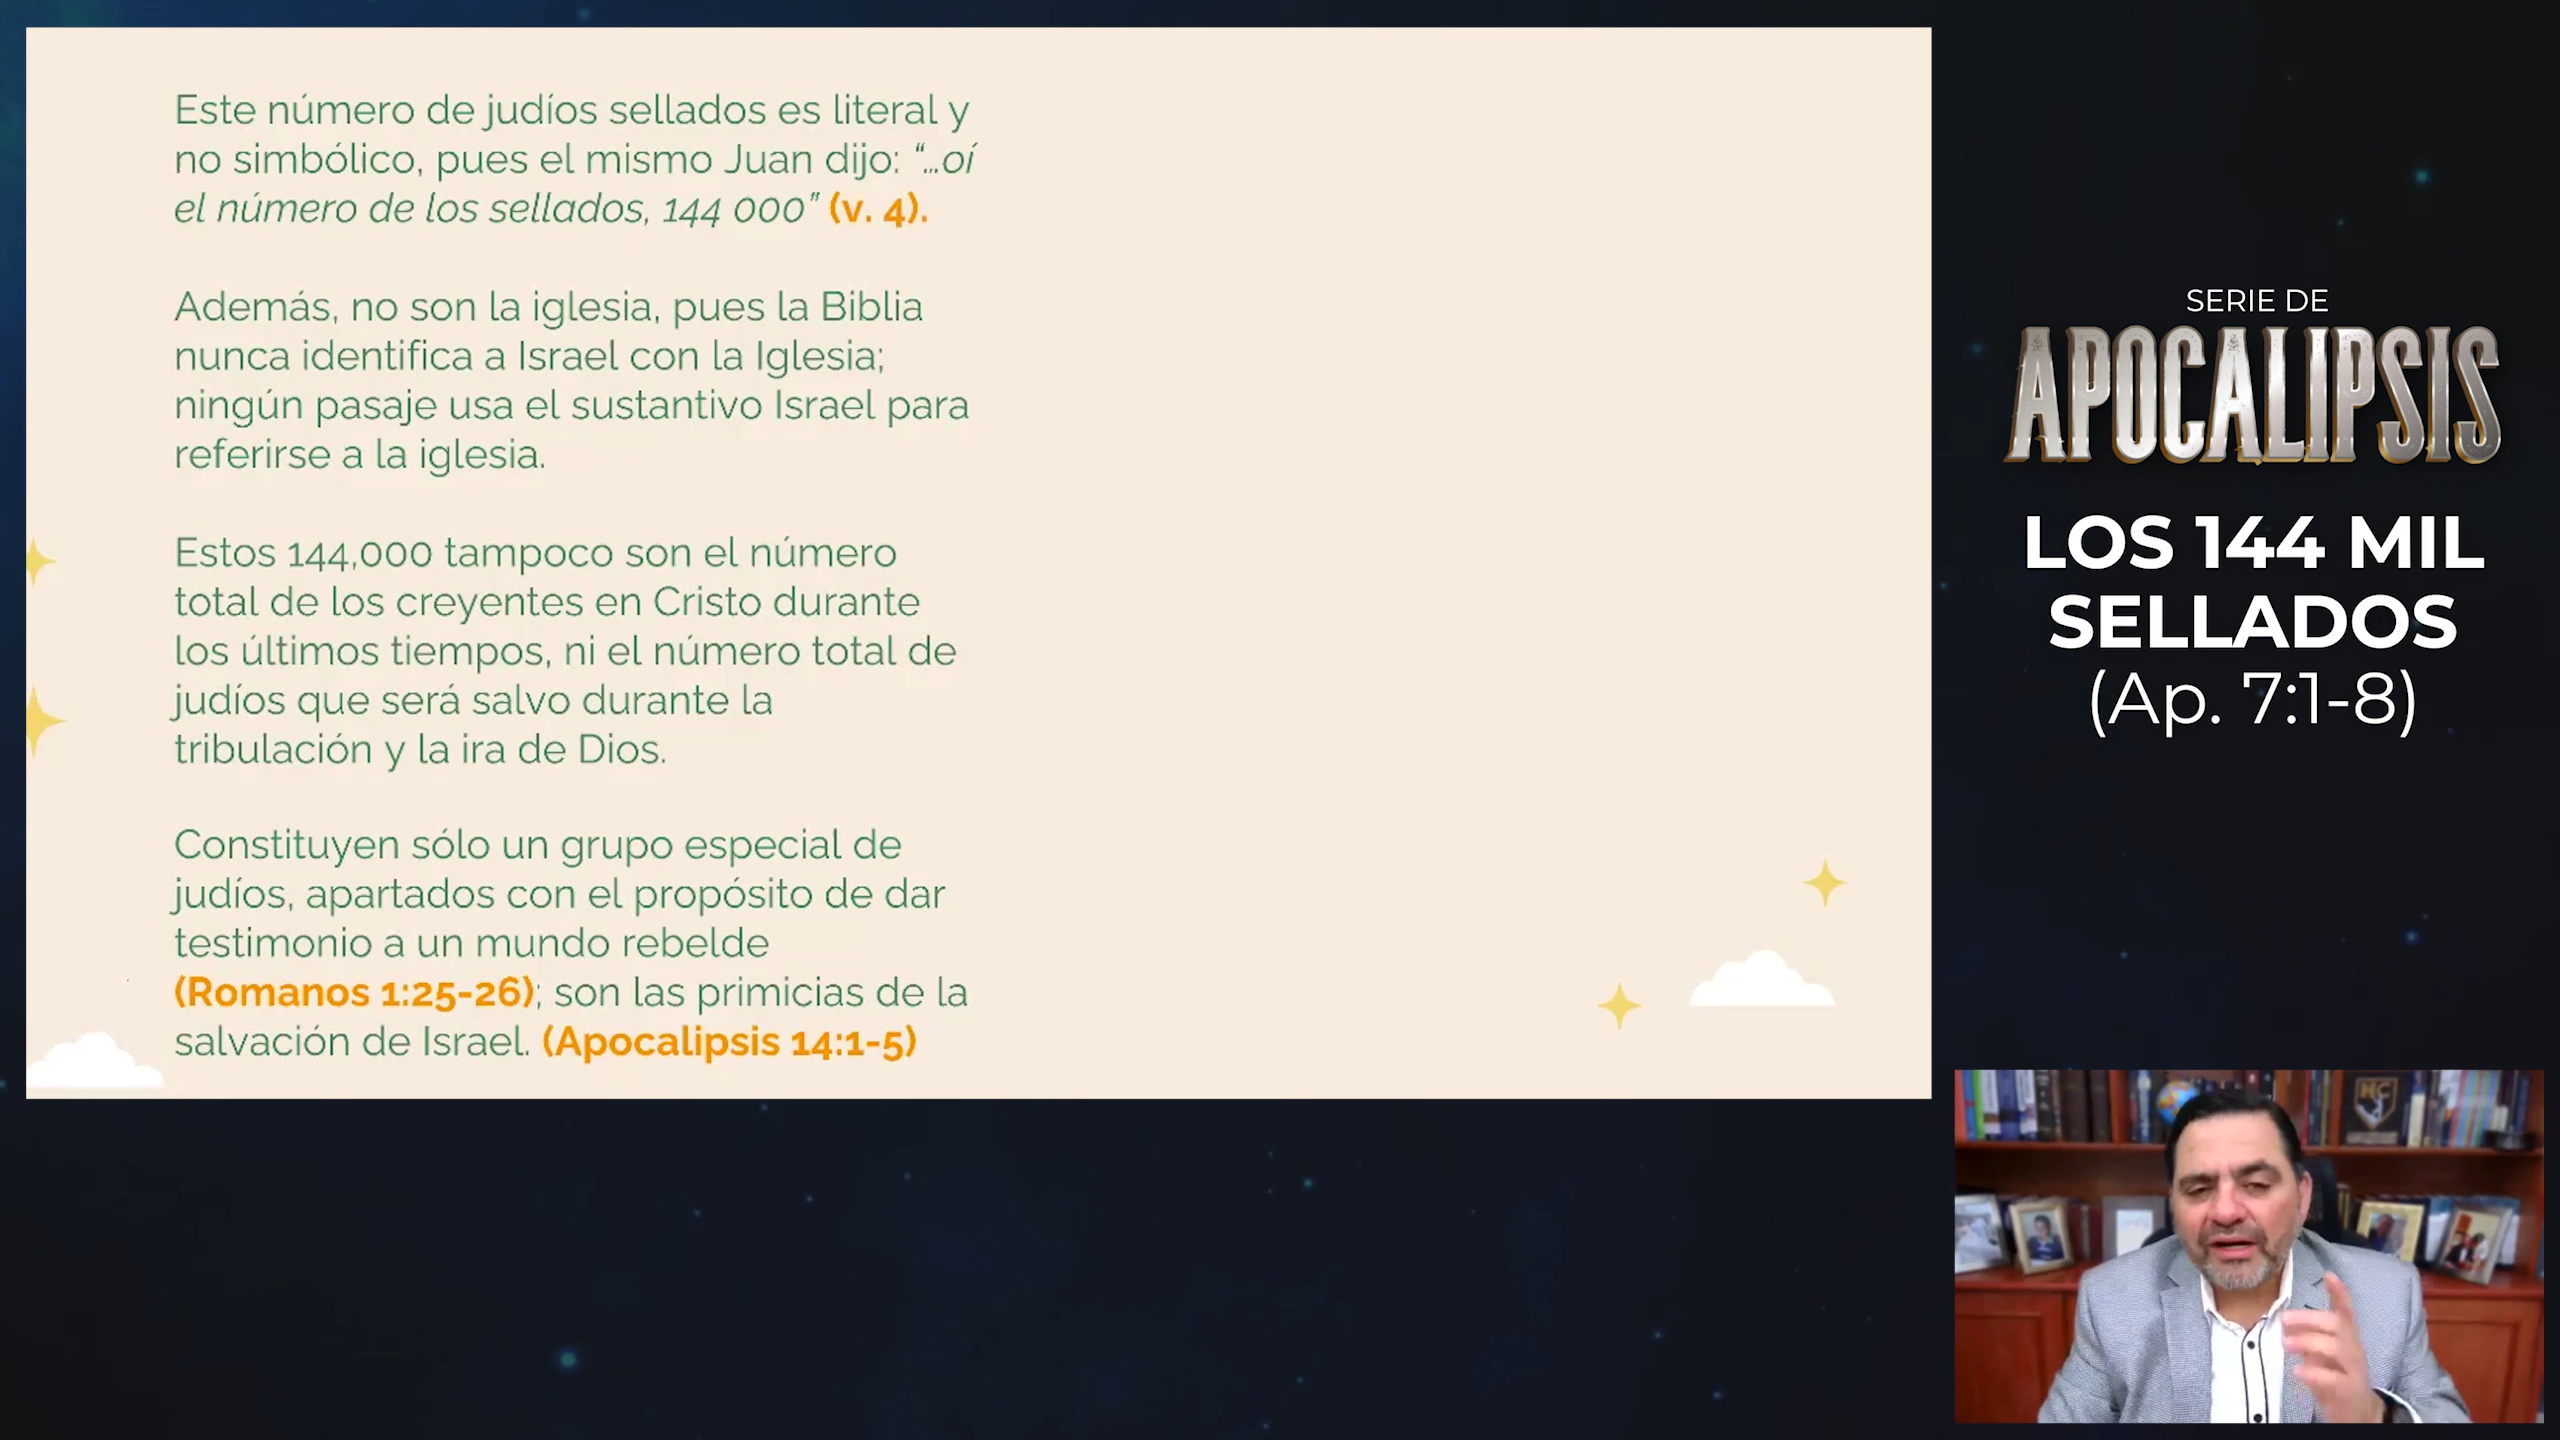 Este número de judíos sellados es literal y
no simbólico, pues el mismo Juan dijo: “...oí
el número de los sellados, 144 000” (v. 4).
Además, no son la iglesia, pues la Biblia
nunca identifica a Israel con la Iglesia;
ningún pasaje usa el sustantivo Israel para
referirse a la iglesia.
Estos 144,000 tampoco son el número
total de los creyentes en Cristo durante
los últimos tiempos, ni el número total de
judíos que será salvo durante la
tribulación y la ira de Dios.
Constituyen sólo un grupo especial de
judíos, apartados con el propósito de dar
testimonio a un mundo rebelde
(Romanos 1:25-26); son las primicias de la
salvación de Israel. (Apocalipsis 14:1-5)
SERIE DE
APOCALIPSIS
LOS 144 MIL
SELLADOS
(Ap. 7:1-8)